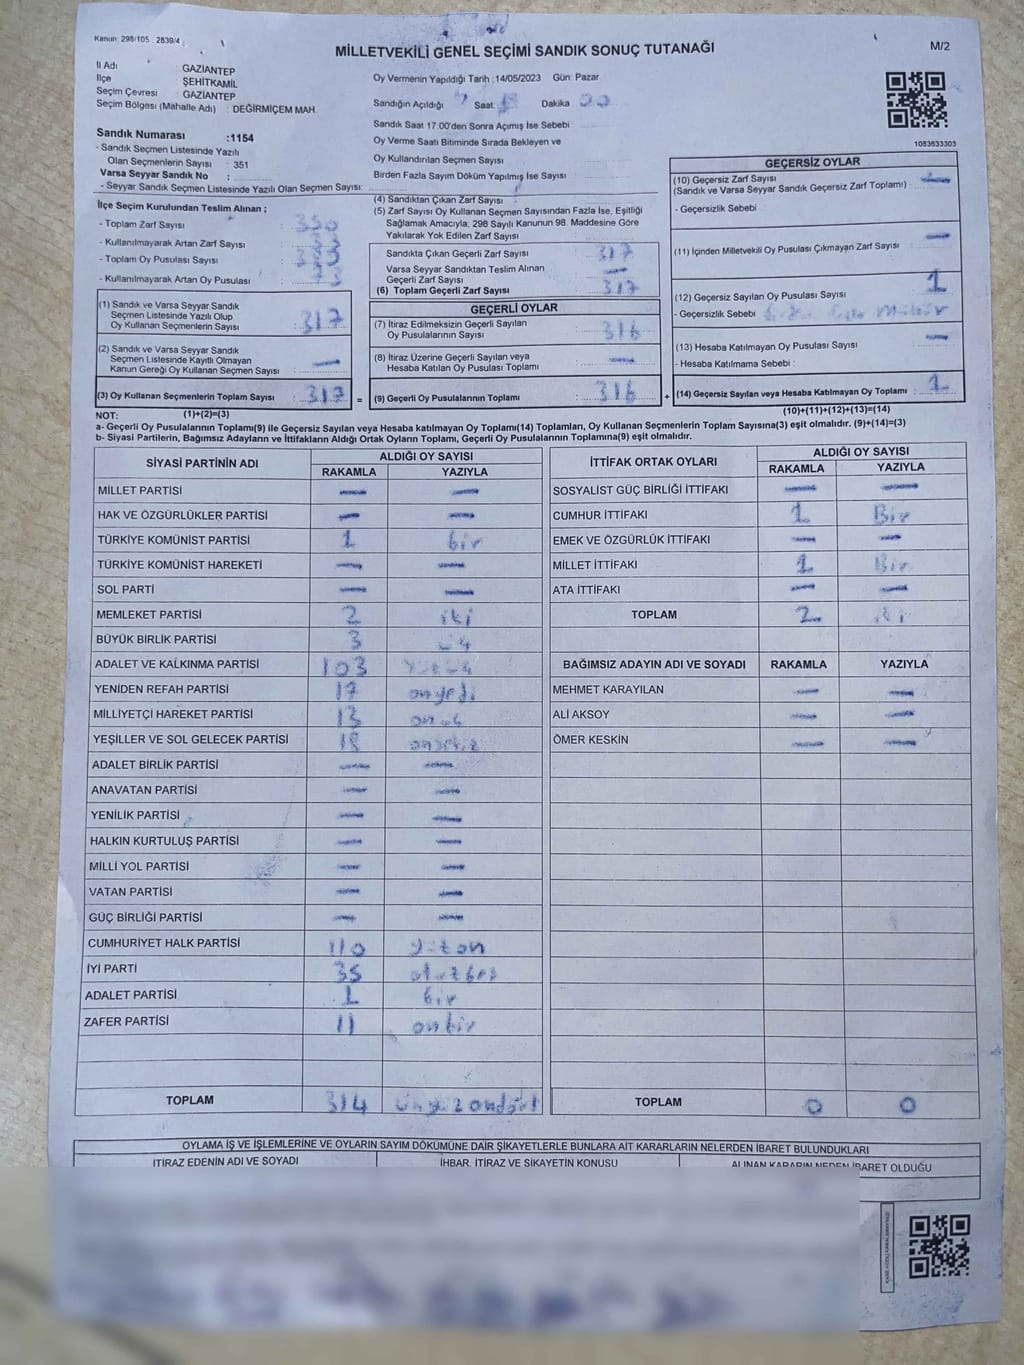 Kanun 298/105 : 2839/4 ;
MİLLETVEKİLİ GENEL SEÇİMİ SANDIK SONUÇ TUTANAĞI
M/2
İl Adı : GAZİANTEP
İlçe ŞEHİTKAMİL
Seçim Çevresi : GAZİANTEP
Seçim Bölgesi (Mahalle Adı) : DEĞİRMİÇEM MAH.
Sandık Numarası :1154
- Sandık Seçmen Listesinde Yazılı
Olan Seçmenlerin Sayısı : 351
Varsa Seyyar Sandık No :
- Seyyar Sandık Seçmen Listesinde Yazılı Olan Seçmen Sayısı:
Oy Vermenin Yapıldığı Tarih :14/05/2023 Gün: Pazar
Sandığın Açıldığı Saat Dakika 00
Sandık Saat 17:00'den Sonra Açımış İse Sebebi
Oy Verme Saati Bitiminde Sırada Bekleyen ve
Oy Kullandırılan Seçmen Sayısı
Birden Fazla Sayım Döküm Yapılmış İse Sayısı
1083633303
İlçe Seçim Kurulundan Teslim Alınan ;
- Toplam Zarf Sayısı
- Kullanılmayarak Artan Zarf Sayısı
- Toplam Oy Pusulası Sayısı
- Kullanılmayarak Artan Oy Pusulası
(4) Sandıktan Çıkan Zarf Sayısı
(5) Zarf Sayısı Oy Kullanan Seçmen Sayısından Fazla İse, Eşitliği
Sağlamak Amacıyla, 298 Sayılı Kanunun 98. Maddesine Göre
Yakılarak Yok Edilen Zarf Sayısı
Sandıkta Çıkan Geçerli Zarf Sayısı : 317
Varsa Seyyar Sandıktan Teslim Alınan
Geçerli Zarf Sayısı : —
(6) Toplam Geçerli Zarf Sayısı : 317
GEÇERSİZ OYLAR
(10) Geçersiz Zarf Sayısı : —
(Sandık ve Varsa Seyyar Sandık Geçersiz Zarf Toplamı)
- Geçersizlik Sebebi
(11) İçinden Milletvekili Oy Pusulası Çıkmayan Zarf Sayısı : —
(12) Geçersiz Sayılan Oy Pusulası Sayısı : 1
- Geçersizlik Sebebi
(13) Hesaba Katılmayan Oy Pusulası Sayısı : —
- Hesaba Katılmama Sebebi :
(14) Geçersiz Sayılan veya Hesaba Katılmayan Oy Toplamı : 1
(1) Sandık ve Varsa Seyyar Sandık
Seçmen Listesinde Yazılı Olup
Oy Kullanan Seçmenlerin Sayısı : 317
(2) Sandık ve Varsa Seyyar Sandık
Seçmen Listesinde Kayıtlı Olmayan
Kanun Gereği Oy Kullanan Seçmen Sayısı : —
(3) Oy Kullanan Seçmenlerin Toplam Sayısı : 317 =
GEÇERLİ OYLAR
(7) İtiraz Edilmeksizin Geçerli Sayılan
Oy Pusulalarının Sayısı : 316
(8) İtiraz Üzerine Geçerli Sayılan veya
Hesaba Katılan Oy Pusulası Toplamı : —
(9) Geçerli Oy Pusulalarının Toplamı : 316 +
NOT: (1)+(2)=(3)
(10)+(11)+(12)+(13)=(14)
a- Geçerli Oy Pusulalarının Toplamı(9) ile Geçersiz Sayılan veya Hesaba katılmayan Oy Toplamı(14) Toplamları, Oy Kullanan Seçmenlerin Toplam Sayısına(3) eşit olmalıdır. (9)+(14)=(3)
b- Siyasi Partilerin, Bağımsız Adayların ve İttifakların Aldığı Ortak Oyların Toplamı, Geçerli Oy Pusulalarının Toplamına(9) eşit olmalıdır.
SİYASİ PARTİNİN ADI ALDIĞI OY SAYISI
RAKAMLA YAZIYLA
MİLLET PARTİSİ — —
HAK VE ÖZGÜRLÜKLER PARTİSİ — —
TÜRKİYE KOMÜNİST PARTİSİ 1 bir
TÜRKİYE KOMÜNİST HAREKETİ — —
SOL PARTİ — —
MEMLEKET PARTİSİ 2 iki
BÜYÜK BİRLİK PARTİSİ 3 üç
ADALET VE KALKINMA PARTİSİ 103 yüzüç
YENİDEN REFAH PARTİSİ 17 onyedi
MİLLİYETÇİ HAREKET PARTİSİ 13 onüç
YEŞİLLER VE SOL GELECEK PARTİSİ 18 onsekiz
ADALET BİRLİK PARTİSİ — —
ANAVATAN PARTİSİ — —
YENİLİK PARTİSİ — —
HALKIN KURTULUŞ PARTİSİ — —
MİLLİ YOL PARTİSİ — —
VATAN PARTİSİ — —
GÜÇ BİRLİĞİ PARTİSİ — —
CUMHURİYET HALK PARTİSİ 110 yüzon
İYİ PARTİ 35 otuzbeş
ADALET PARTİSİ 1 bir
ZAFER PARTİSİ 11 onbir
TOPLAM 314 üçyüzondört
İTTİFAK ORTAK OYLARI ALDIĞI OY SAYISI
RAKAMLA YAZIYLA
SOSYALİST GÜÇ BİRLİĞİ İTTİFAKI — —
CUMHUR İTTİFAKI 1 Bir
EMEK VE ÖZGÜRLÜK İTTİFAKI — —
MİLLET İTTİFAKI 1 Bir
ATA İTTİFAKI — —
TOPLAM 2 iki
BAĞIMSIZ ADAYIN ADI VE SOYADI RAKAMLA YAZIYLA
MEHMET KARAYILAN — —
ALİ AKSOY — —
ÖMER KESKİN — —
TOPLAM 0 0
OYLAMA İŞ VE İŞLEMLERİNE VE OYLARIN SAYIM DÖKÜMÜNE DAİR ŞİKAYETLERLE BUNLARA AİT KARARLARIN NELERDEN İBARET BULUNDUKLARI
İTİRAZ EDENİN ADI VE SOYADI İHBAR, İTİRAZ VE ŞİKAYETİN KONUSU ALINAN KARARIN NEDEN İBARET OLDUĞU